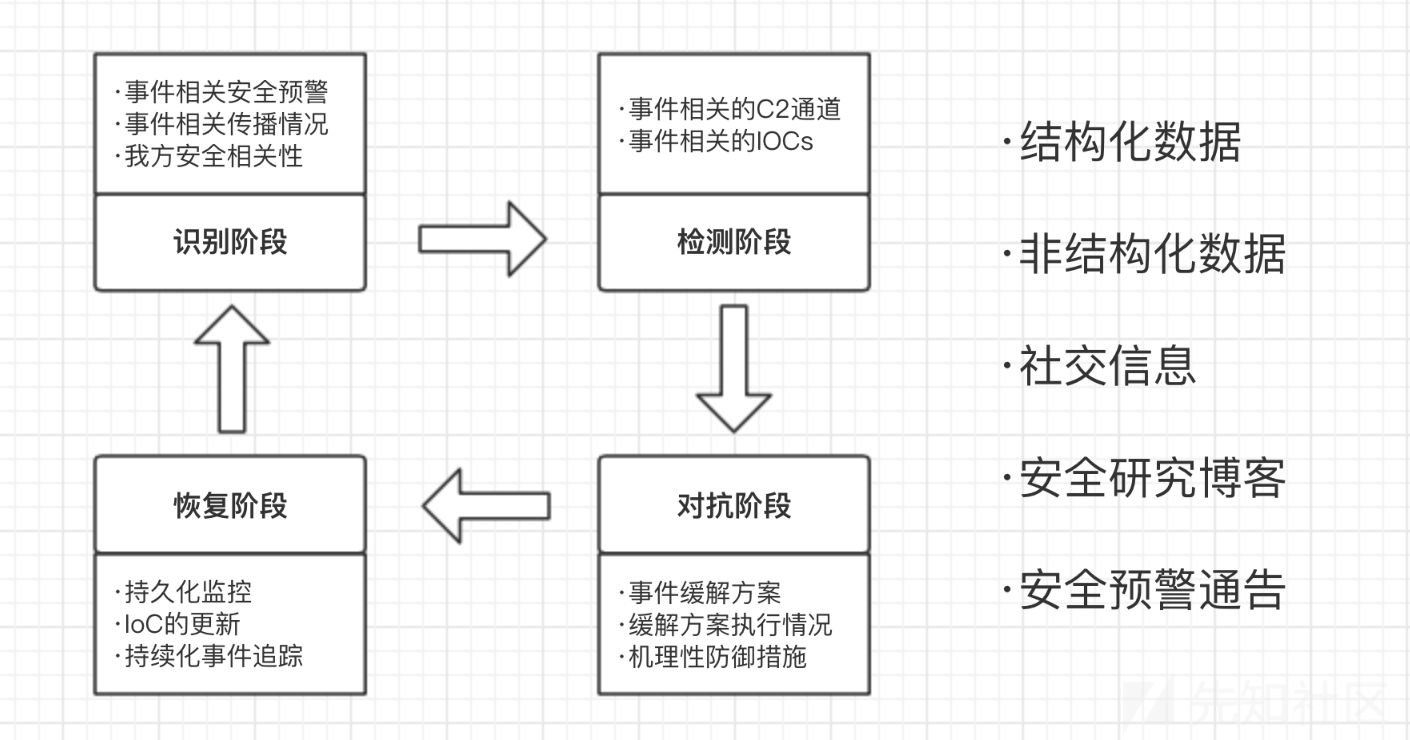 ·事件相关安全预警
·事件相关传播情况
·我方安全相关性
识别阶段
·事件相关的C2通道
·事件相关的IOCs
检测阶段
恢复阶段
·持久化监控
·IoC的更新
·持续化事件追踪
对抗阶段
·事件缓解方案
·缓解方案执行情况
·机理性防御措施
·结构化数据
·非结构化数据
·社交信息
·安全研究博客
·安全预警通告
先知社区